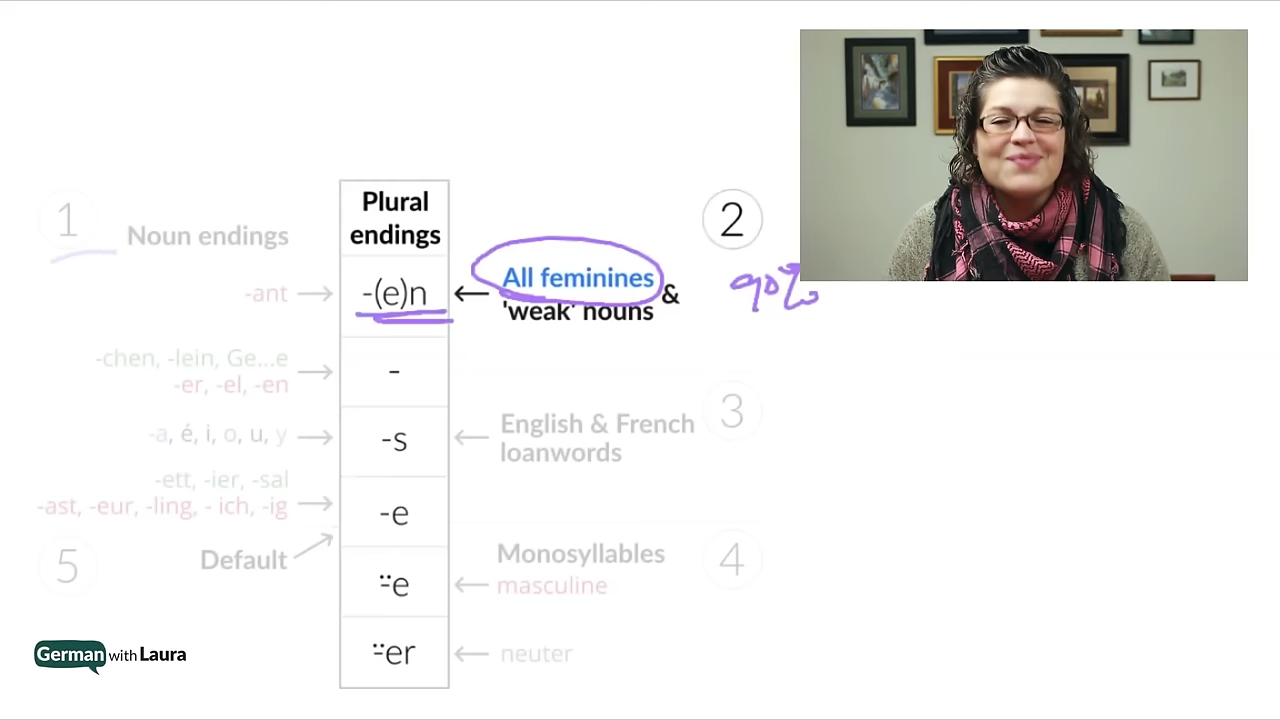 1
Noun endings
-ant
-chen, -lein, Ge...e
-er, -el, -en
-a, é, i, o, u, y
-ett, -ier, -sal
-ast, -eur, -ling, - ich, -ig
5
Default
Plural
endings
-(e)n
-
-s
-e
-̈e
-̈er
2
All feminines
&
'weak' nouns
90%
3
English & French
loanwords
4
Monosyllables
masculine
neuter
German with Laura